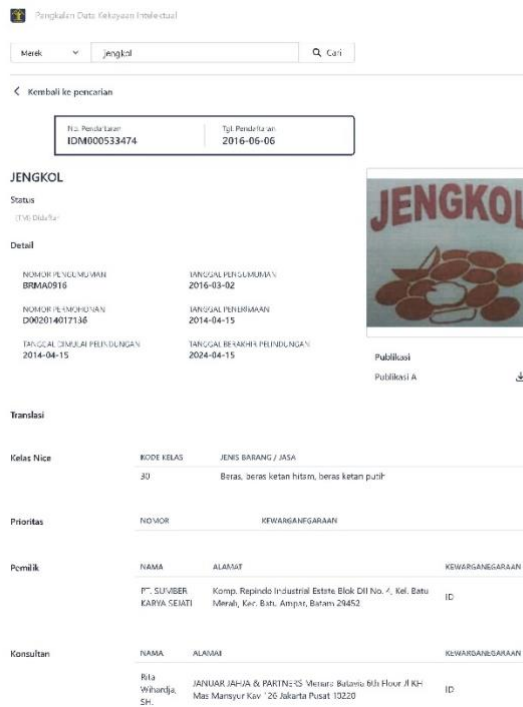 Pangkalan Data Kekayaan Intelektual
Merek jengkol Cari
Kembali ke pencarian
No. Pendaftaran Tgl. Pendaftaran
IDM000533474 2016-06-06
JENGKOL
Status
(TM) Didaftar
Detail
NOMOR PENGUMUMAN TANGGAL PENGUMUMAN
BRMA0916 2016-03-02
NOMOR PERMOHONAN TANGGAL PENERIMAAN
D002014017136 2014-04-15
TANGGAL DIMULAI PELINDUNGAN TANGGAL BERAKHIR PELINDUNGAN
2014-04-15 2024-04-15
JENGKOL
Publikasi
Publikasi A
Translasi
Kelas Nice KODE KELAS JENIS BARANG / JASA
30 Beras, beras ketan hitam, beras ketan putih
Prioritas NOMOR KEWARGANEGARAAN
Pemilik NAMA ALAMAT KEWARGANEGARAAN
PT. SUMBER Komp. Repindo Industrial Estate Blok DII No. 4, Kel. Batu ID
KARYA SEJATI Merah, Kec. Batu Ampar, Batam 29452
Konsultan NAMA ALAMAT KEWARGANEGARAAN
Rita
Wihardja, JANUAR JAHJA & PARTNERS Menara Batavia 6th Floor Jl KH ID
SH. Mas Mansyur Kav 126 Jakarta Pusat 10220